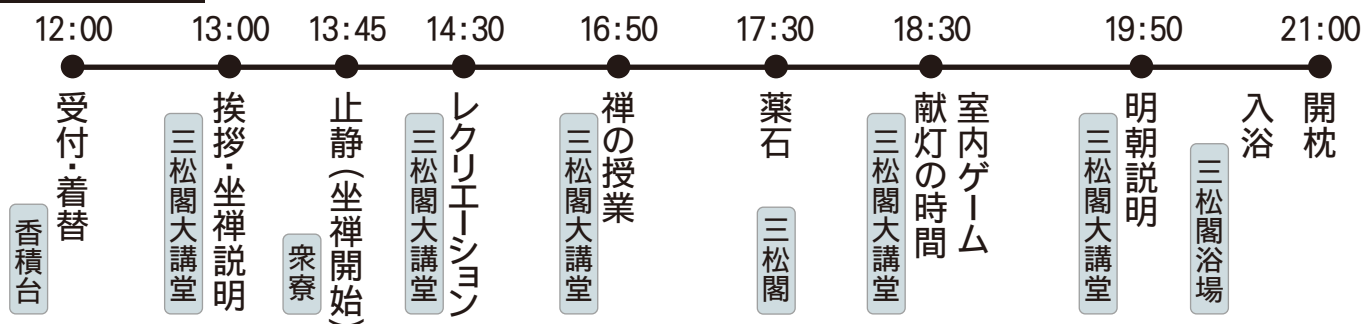 12:00
受付・着替
香積台
13:00
挨拶・坐禅説明
三松閣大講堂
13:45
止静(坐禅開始)
衆寮
14:30
レクリエーション
三松閣大講堂
16:50
禅の授業
三松閣大講堂
17:30
薬石
三松閣
18:30
室内ゲーム
献灯の時間
三松閣大講堂
19:50
明朝説明
三松閣大講堂
入浴
三松閣浴場
21:00
開枕